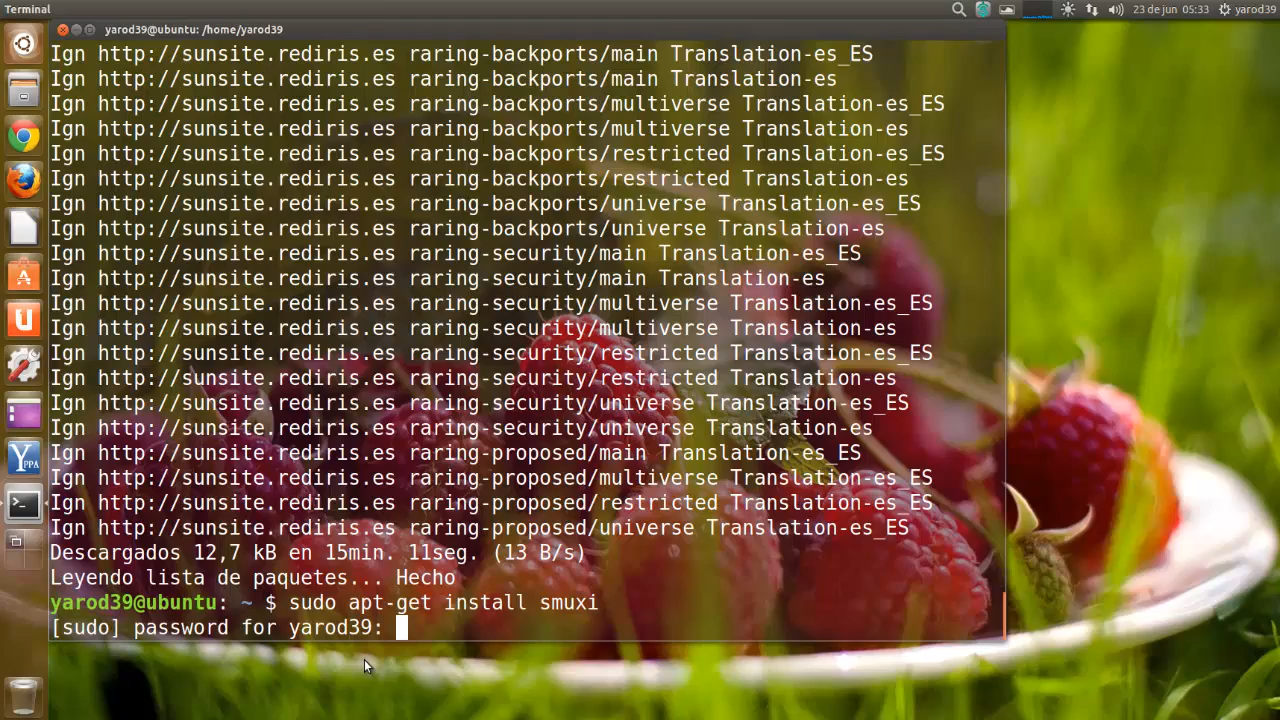 Terminal
23 de jun 05:33
yarod39
yarod39@ubuntu: /home/yarod39
Ign http://sunsite.rediris.es raring-backports/main Translation-es_ES
Ign http://sunsite.rediris.es raring-backports/main Translation-es
Ign http://sunsite.rediris.es raring-backports/multiverse Translation-es_ES
Ign http://sunsite.rediris.es raring-backports/multiverse Translation-es
Ign http://sunsite.rediris.es raring-backports/restricted Translation-es_ES
Ign http://sunsite.rediris.es raring-backports/restricted Translation-es
Ign http://sunsite.rediris.es raring-backports/universe Translation-es_ES
Ign http://sunsite.rediris.es raring-backports/universe Translation-es
Ign http://sunsite.rediris.es raring-security/main Translation-es_ES
Ign http://sunsite.rediris.es raring-security/main Translation-es
Ign http://sunsite.rediris.es raring-security/multiverse Translation-es_ES
Ign http://sunsite.rediris.es raring-security/multiverse Translation-es
Ign http://sunsite.rediris.es raring-security/restricted Translation-es_ES
Ign http://sunsite.rediris.es raring-security/restricted Translation-es
Ign http://sunsite.rediris.es raring-security/universe Translation-es_ES
Ign http://sunsite.rediris.es raring-security/universe Translation-es
Ign http://sunsite.rediris.es raring-proposed/main Translation-es_ES
Ign http://sunsite.rediris.es raring-proposed/multiverse Translation-es_ES
Ign http://sunsite.rediris.es raring-proposed/restricted Translation-es_ES
Ign http://sunsite.rediris.es raring-proposed/universe Translation-es_ES
Descargados 12,7 kB en 15min. 11seg. (13 B/s)
Leyendo lista de paquetes... Hecho
yarod39@ubuntu: ~ $ sudo apt-get install smuxi
[sudo] password for yarod39:
Y PPA